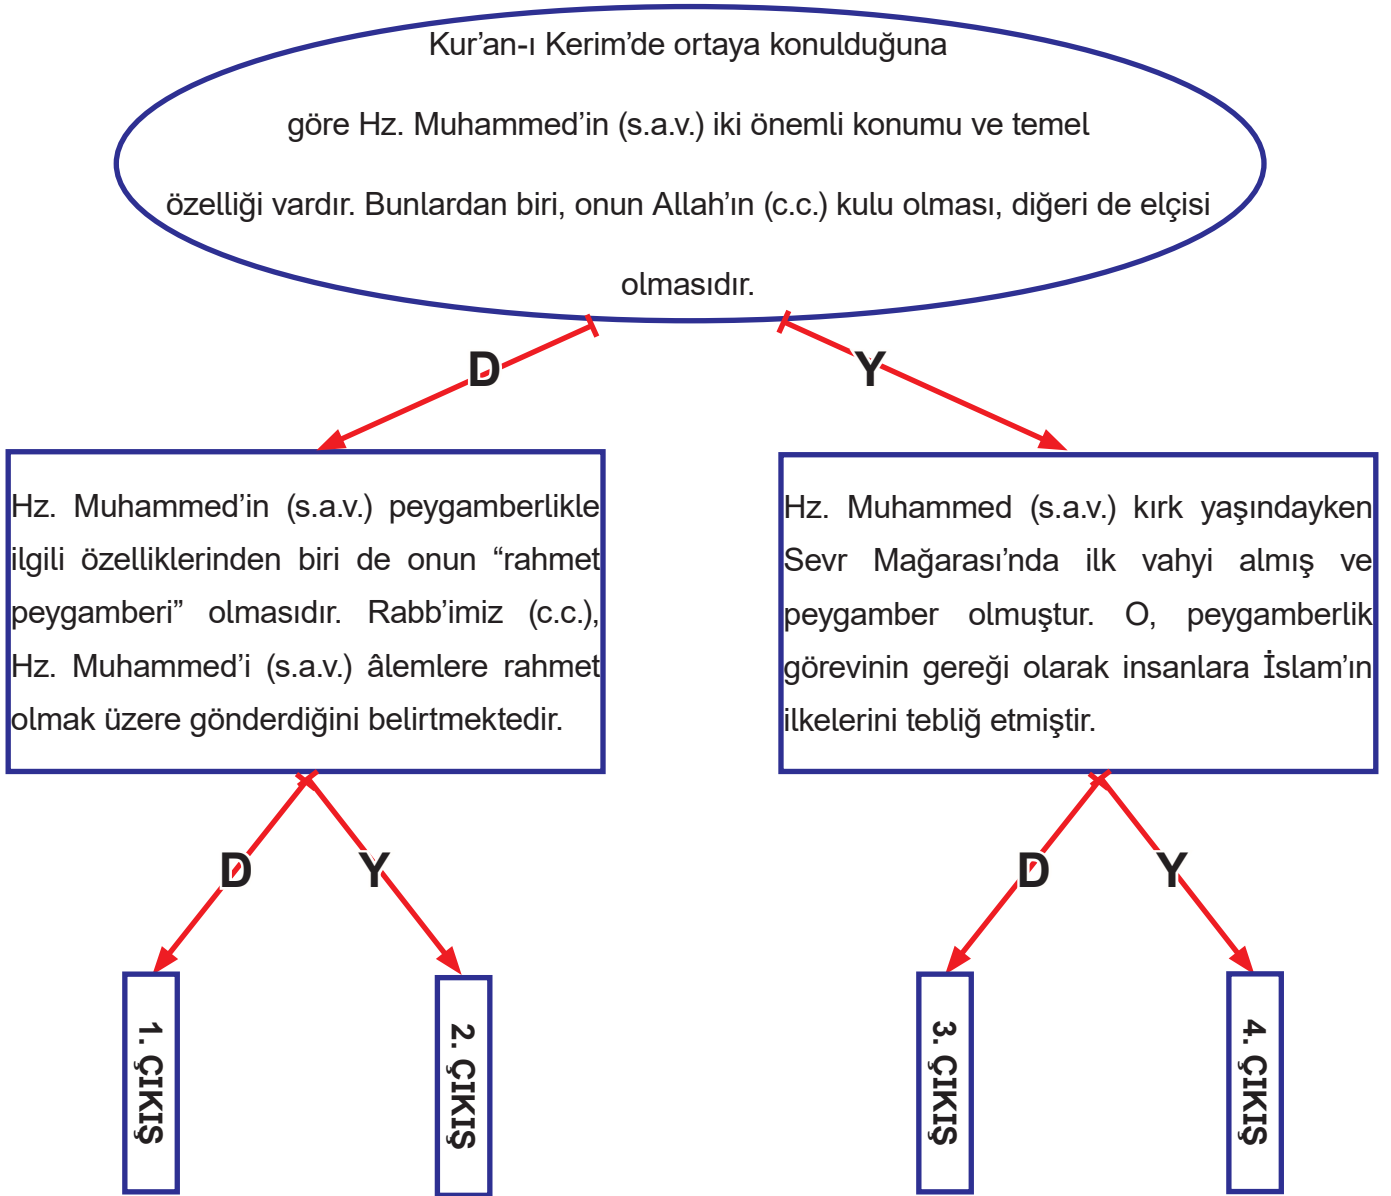 Kur’an-ı Kerim’de ortaya konulduğuna
göre Hz. Muhammed’in (s.a.v.) iki önemli konumu ve temel
özelliği vardır. Bunlardan biri, onun Allah’ın (c.c.) kulu olması, diğeri de elçisi
olmasıdır.
D
Y
Hz. Muhammed’in (s.a.v.) peygamberlikle
ilgili özelliklerinden biri de onun “rahmet
peygamberi” olmasıdır. Rabb’imiz (c.c.),
Hz. Muhammed’i (s.a.v.) âlemlere rahmet
olmak üzere gönderdiğini belirtmektedir.
Hz. Muhammed (s.a.v.) kırk yaşındayken
Sevr Mağarası’nda ilk vahyi almış ve
peygamber olmuştur. O, peygamberlik
görevinin gereği olarak insanlara İslam’ın
ilkelerini tebliğ etmiştir.
D
Y
D
Y
1. ÇIKIŞ
2. ÇIKIŞ
3. ÇIKIŞ
4. ÇIKIŞ